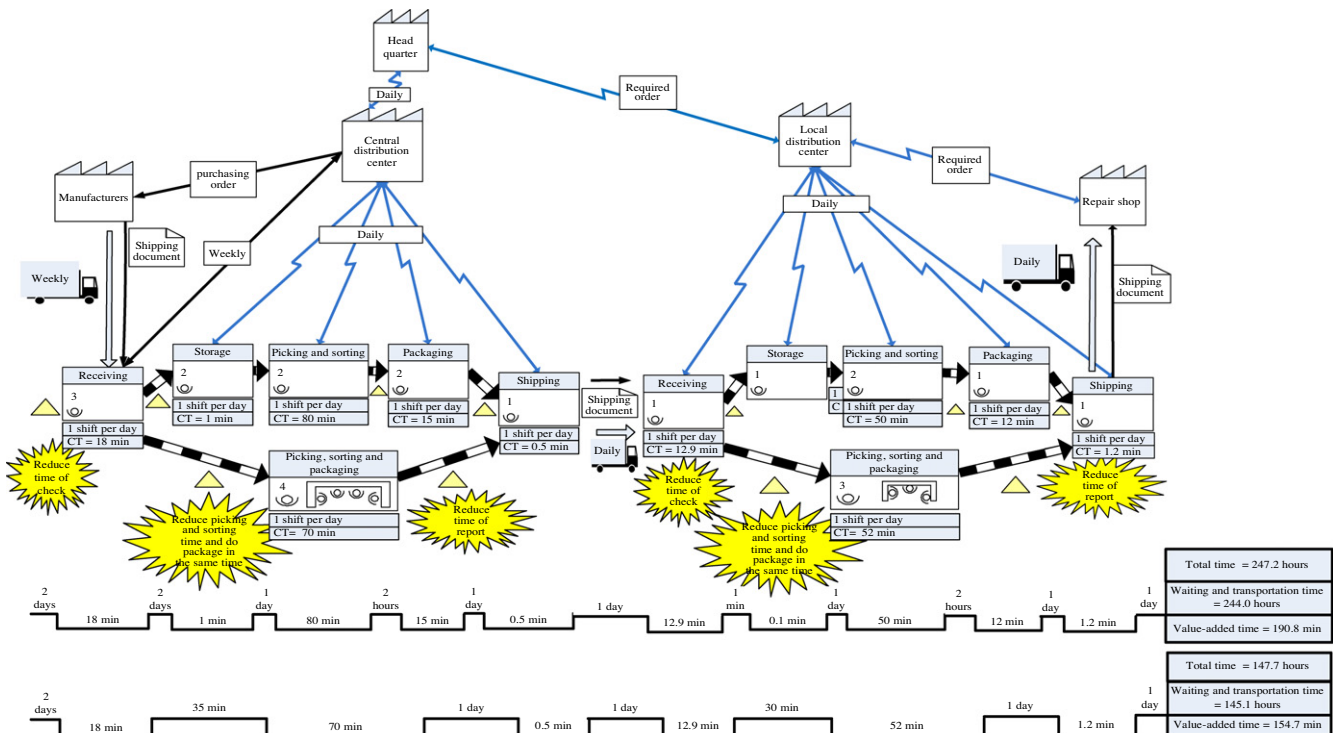 Head
quarter
Daily
Required
order
Central
distribution
center
Local
distribution
center
purchasing
order
Required
order
Manufacturers
Repair shop
Daily
Daily
Shipping
document
Weekly
Weekly
Daily
Shipping
document
Receiving
3
1 shift per day
CT = 18 min
Storage
2
1 shift per day
CT = 1 min
Picking and sorting
2
1 shift per day
CT = 80 min
Packaging
2
1 shift per day
CT = 15 min
Shipping
1
1 shift per day
CT = 0.5 min
Shipping
document
Daily
Receiving
1
1 shift per day
CT = 12.9 min
Storage
1
1
C
Picking and sorting
2
1 shift per day
CT = 50 min
Packaging
1
1 shift per day
CT = 12 min
Shipping
1
1 shift per day
CT = 1.2 min
Reduce
time of
check
Picking, sorting and
packaging
4
1 shift per day
CT= 70 min
Reduce picking
and sorting
time and do
package in
the same time
Reduce
time of
report
Reduce
time of
check
Picking, sorting and
packaging
3
1 shift per day
CT= 52 min
Reduce picking
and sorting
time and do
package in
the same time
Reduce
time of
report
2
days
18 min
2
days
1 min
1
day
80 min
2
hours
15 min
1
day
0.5 min
1 day
12.9 min
1
min
0.1 min
1
day
50 min
2
hours
12 min
1
day
1.2 min
1
day
Total time = 247.2 hours
Waiting and transportation time
= 244.0 hours
Value-added time = 190.8 min
2
days
18 min
35 min
70 min
1 day
0.5 min
1 day
12.9 min
30 min
52 min
1 day
1.2 min
1
day
Total time = 147.7 hours
Waiting and transportation time
= 145.1 hours
Value-added time = 154.7 min